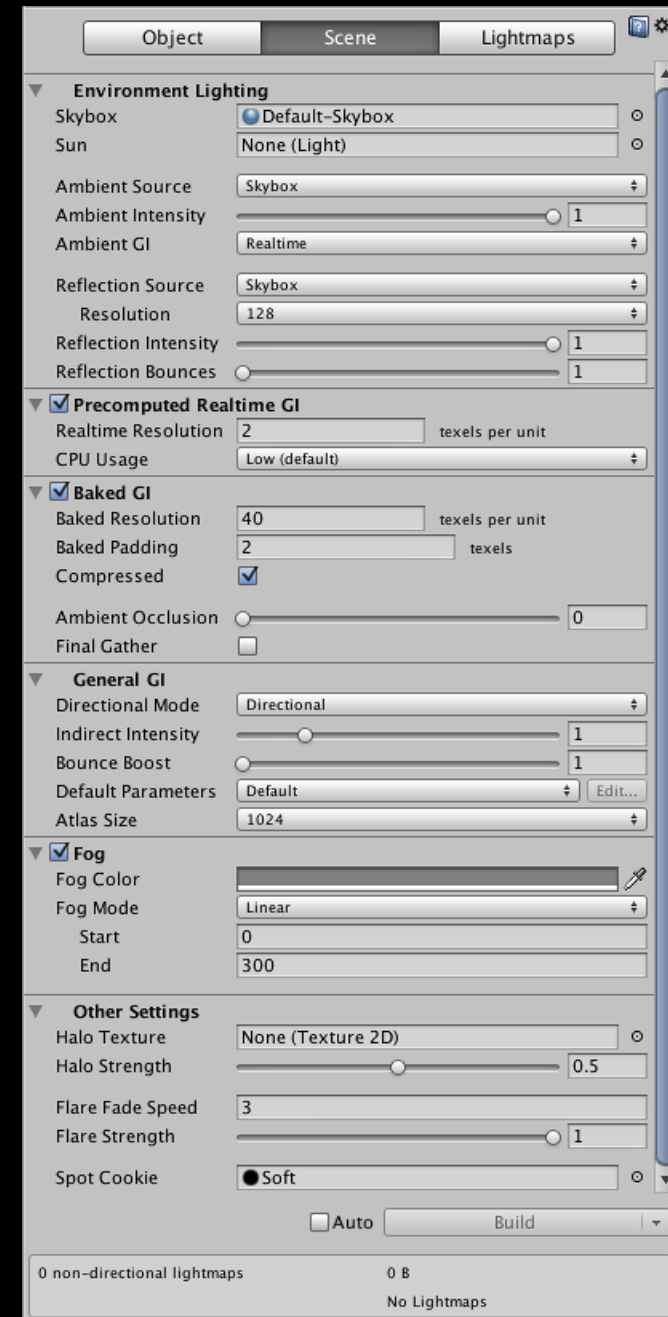 Object Scene Lightmaps
Environment Lighting
Skybox Default-Skybox
Sun None (Light)
Ambient Source Skybox
Ambient Intensity 1
Ambient GI Realtime
Reflection Source Skybox
Resolution 128
Reflection Intensity 1
Reflection Bounces 1
Precomputed Realtime GI
Realtime Resolution 2 texels per unit
CPU Usage Low (default)
Baked GI
Baked Resolution 40 texels per unit
Baked Padding 2 texels
Compressed
Ambient Occlusion 0
Final Gather
General GI
Directional Mode Directional
Indirect Intensity 1
Bounce Boost 1
Default Parameters Default Edit...
Atlas Size 1024
Fog
Fog Color
Fog Mode Linear
Start 0
End 300
Other Settings
Halo Texture None (Texture 2D)
Halo Strength 0.5
Flare Fade Speed 3
Flare Strength 1
Spot Cookie Soft
Auto Build
0 non-directional lightmaps 0 B
No Lightmaps